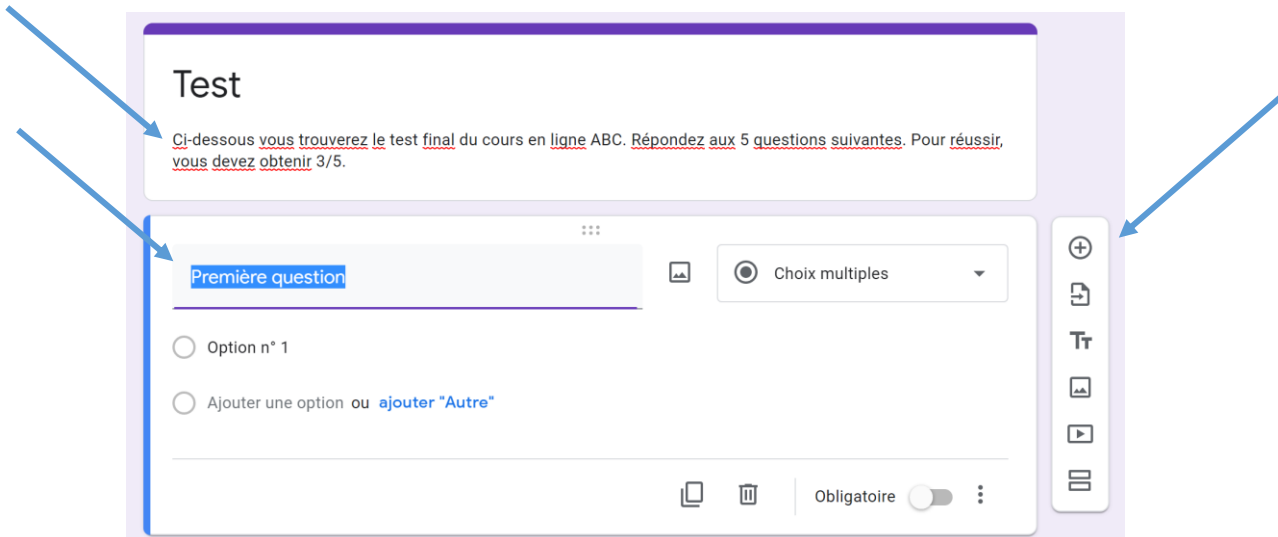 Test
Ci-dessous vous trouverez le test final du cours en ligne ABC. Répondez aux 5 questions suivantes. Pour réussir,
vous devez obtenir 3/5.
Première question
Choix multiples
Option n° 1
Ajouter une option ou ajouter "Autre"
Obligatoire